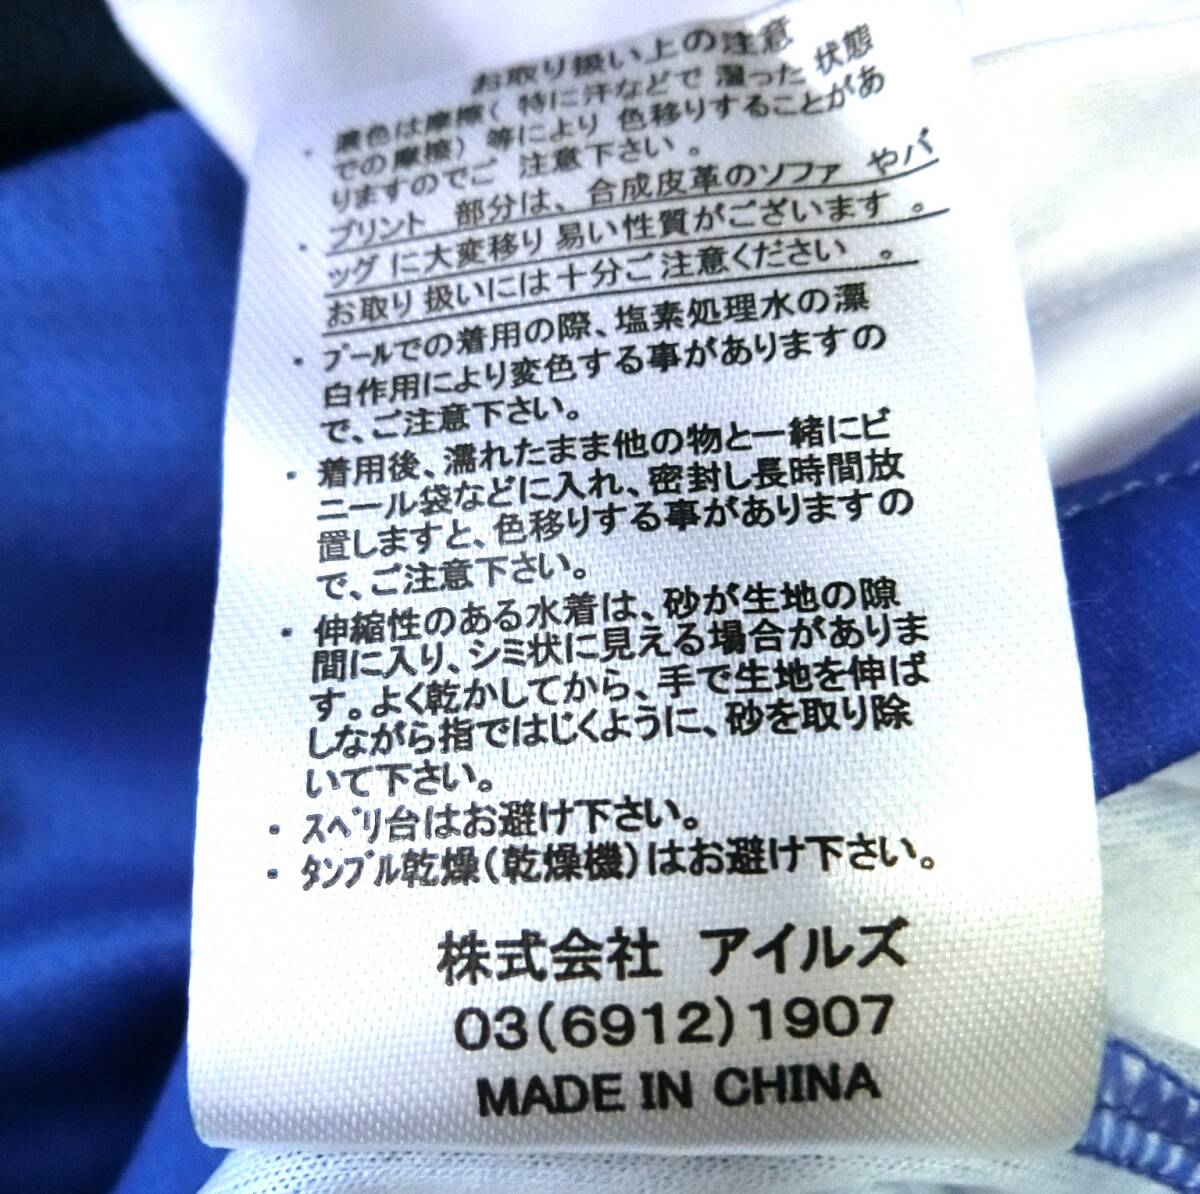 お取り扱い上の注意
・濃色は摩擦(特に汗などで湿った状態
での摩擦)等により色移りすることがあ
りますのでご注意下さい。
・プリント部分は、合成皮革のソファやバ
ッグに大変移り易い性質がございます。
お取り扱いには十分ご注意ください。
・プールでの着用の際、塩素処理水の漂
白作用により変色する事がありますの
で、ご注意下さい。
・着用後、濡れたまま他の物と一緒にビ
ニール袋などに入れ、密封し長時間放
置しますと、色移りする事がありますの
で、ご注意下さい。
・伸縮性のある水着は、砂が生地の隙
間に入り、シミ状に見える場合がありま
す。よく乾かしてから、手で生地を伸ばし
しながら指ではじくように、砂を取り除
いて下さい。
・スベリ台はお避け下さい。
・タンブル乾燥(乾燥機)はお避け下さい。
株式会社 アイルズ
03(6912)1907
MADE IN CHINA